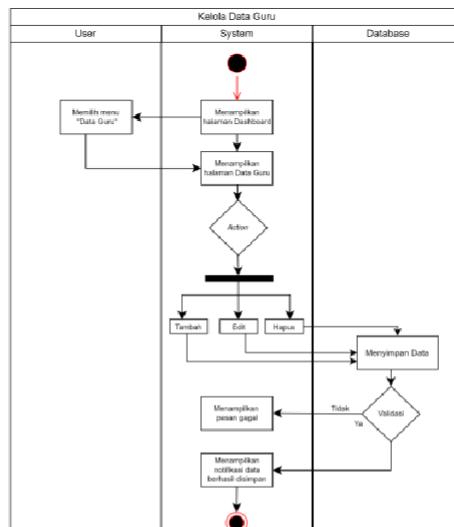 Kelola Data Guru
User
System
Database
Memilih menu
"Data Guru"
Menampilkan
halaman Dashboard
Menampilkan
halaman Data Guru
Action
Tambah
Edit
Hapus
Menyimpan Data
Menampilkan
pesan gagal
Tidak
Ya
Validasi
Menampilkan
notifikasi data
berhasil disimpan